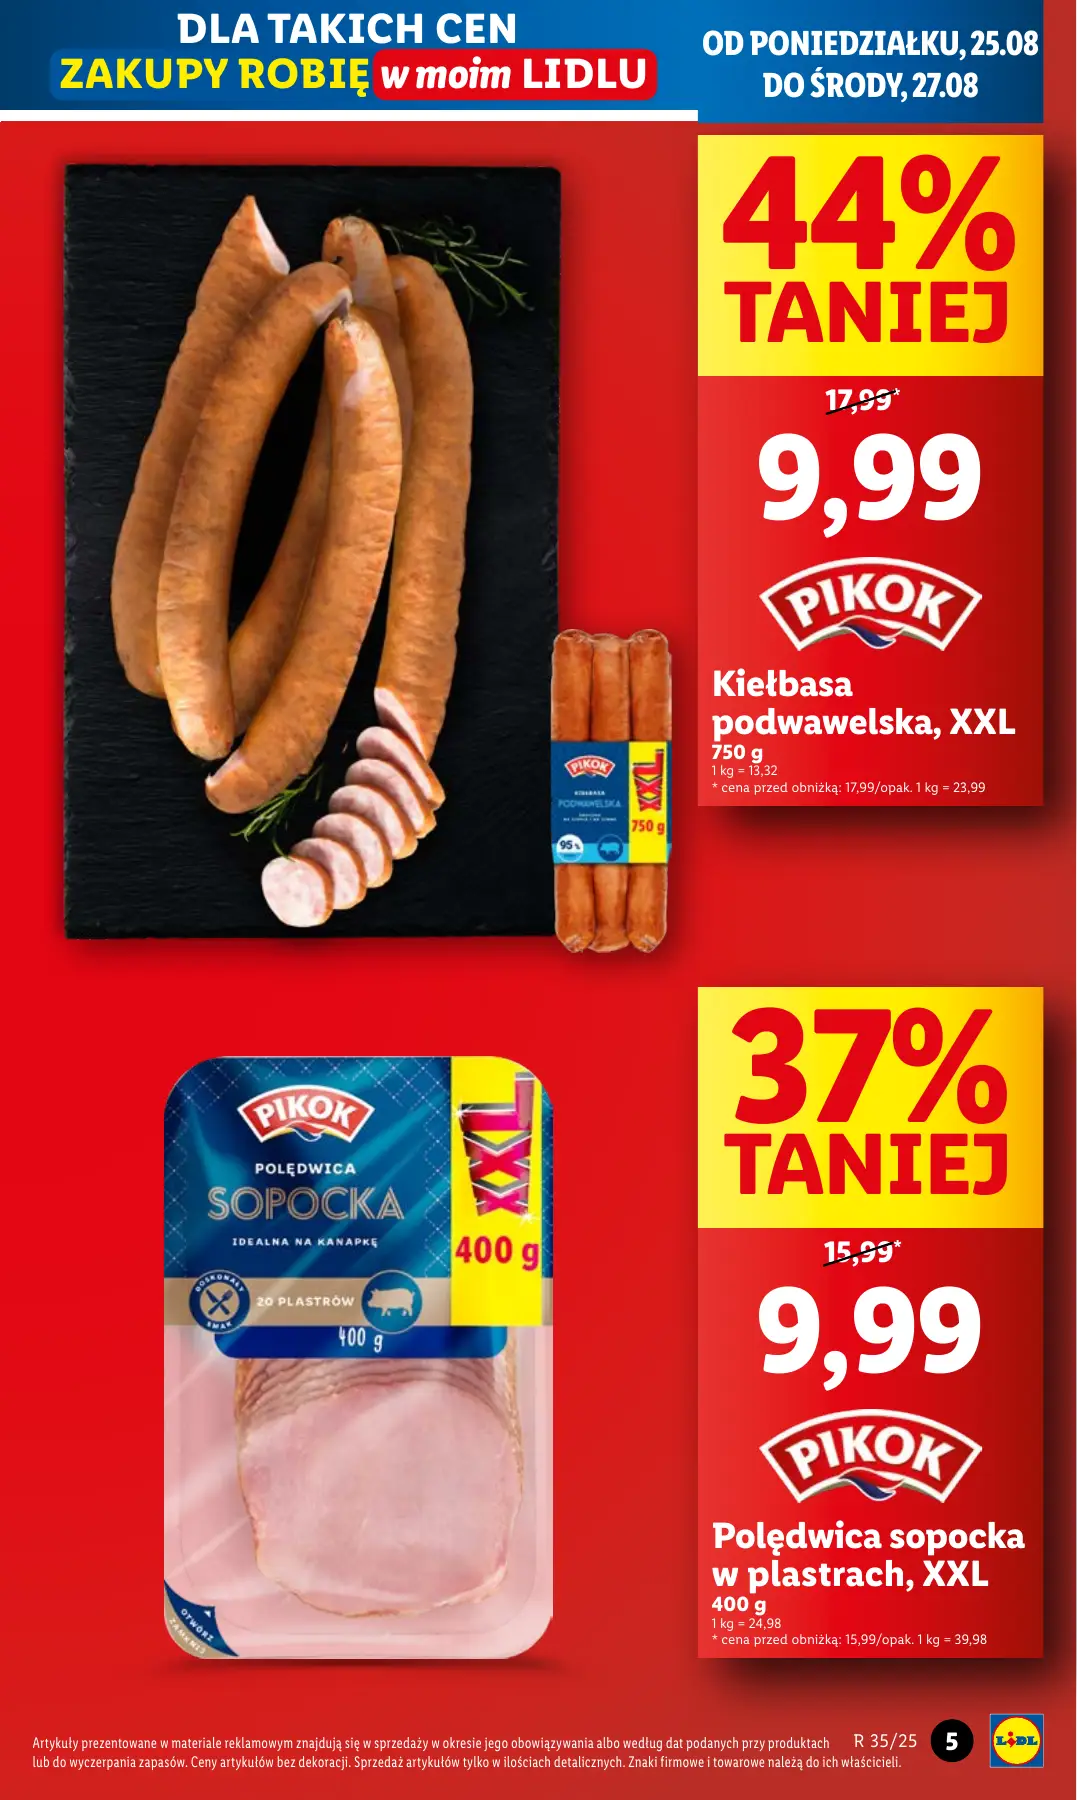 DLA TAKICH CEN
ZAKUPY ROBIĘ w moim LIDLU
OD PONIEDZIAŁKU, 25.08
DO ŚRODY, 27.08
44%
TANIEJ
17,99*
9,99
PIKOK
Kiełbasa
podwawelska, XXL
750 g
1 kg = 13,32
* cena przed obniżką: 17,99/opak. 1 kg = 23,99
PIKOK
KIEŁBASA
PODWAWELSKA
XXL
750 g
95%
37%
TANIEJ
15,99*
9,99
PIKOK
Polędwica sopocka
w plastrach, XXL
400 g
1 kg = 24,98
* cena przed obniżką: 15,99/opak. 1 kg = 39,98
PIKOK
POLĘDWICA
SOPOCKA
IDEALNA NA KANAPKĘ
XXL
400 g
DOSKONAŁY
SMAK
20 PLASTRÓW
400 g
OTWÓRZ
ZAMKNIJ
Artykuły prezentowane w materiale reklamowym znajdują się w sprzedaży w okresie jego obowiązywania albo według dat podanych przy produktach
lub do wyczerpania zapasów. Ceny artykułów bez dekoracji. Sprzedaż artykułów tylko w ilościach detalicznych. Znaki firmowe i towarowe należą do ich właścicieli.
R 35/25
5
LIDL